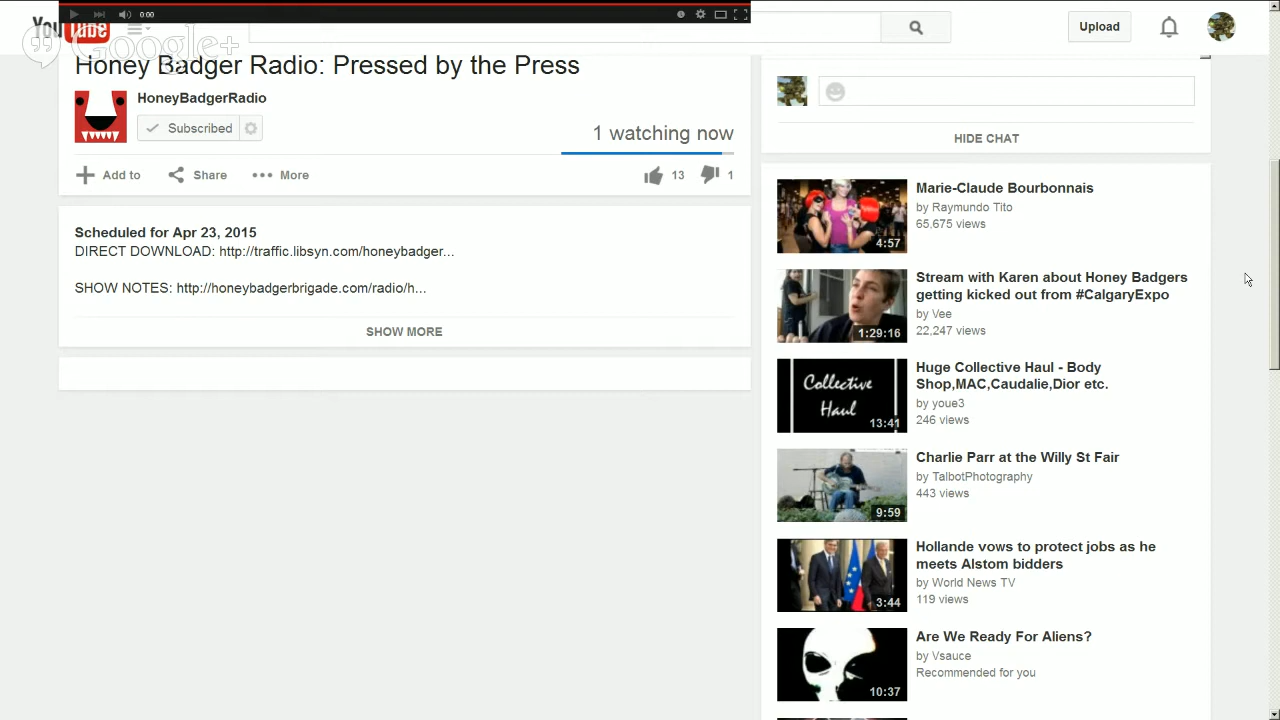 0:00
YouTube
Google+
Upload
Honey Badger Radio: Pressed by the Press
HoneyBadgerRadio
Subscribed
1 watching now
Add to
Share
More
13
1
Scheduled for Apr 23, 2015
DIRECT DOWNLOAD: http://traffic.libsyn.com/honeybadger...
SHOW NOTES: http://honeybadgerbrigade.com/radio/h...
SHOW MORE
HIDE CHAT
4:57
Marie-Claude Bourbonnais
by Raymundo Tito
65,675 views
1:29:16
Stream with Karen about Honey Badgers
getting kicked out from #CalgaryExpo
by Vee
22,247 views
Collective
Haul
13:41
Huge Collective Haul - Body
Shop,MAC,Caudalie,Dior etc.
by youe3
246 views
9:59
Charlie Parr at the Willy St Fair
by TalbotPhotography
443 views
3:44
Hollande vows to protect jobs as he
meets Alstom bidders
by World News TV
119 views
10:37
Are We Ready For Aliens?
by Vsauce
Recommended for you